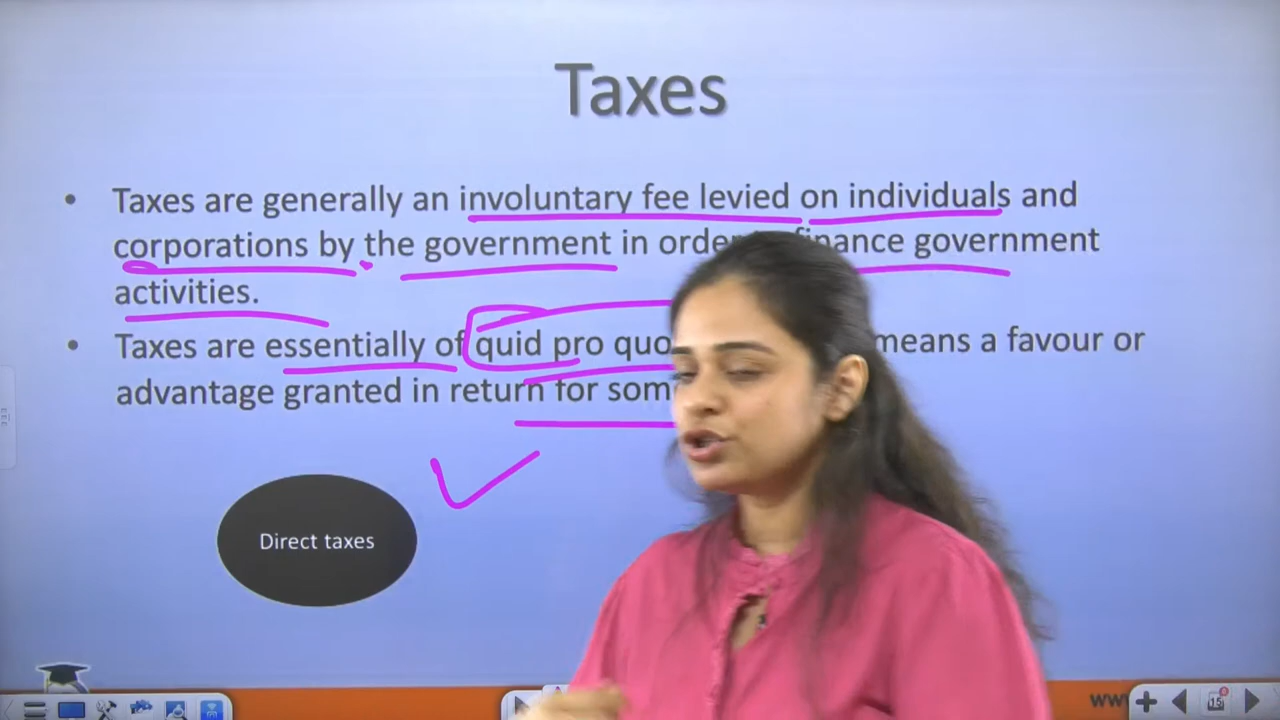 Taxes
• Taxes are generally an involuntary fee levied on individuals and
corporations by the government in order finance government
activities.
• Taxes are essentially of quid pro quo means a favour or
advantage granted in return for som
Direct taxes
15
ww